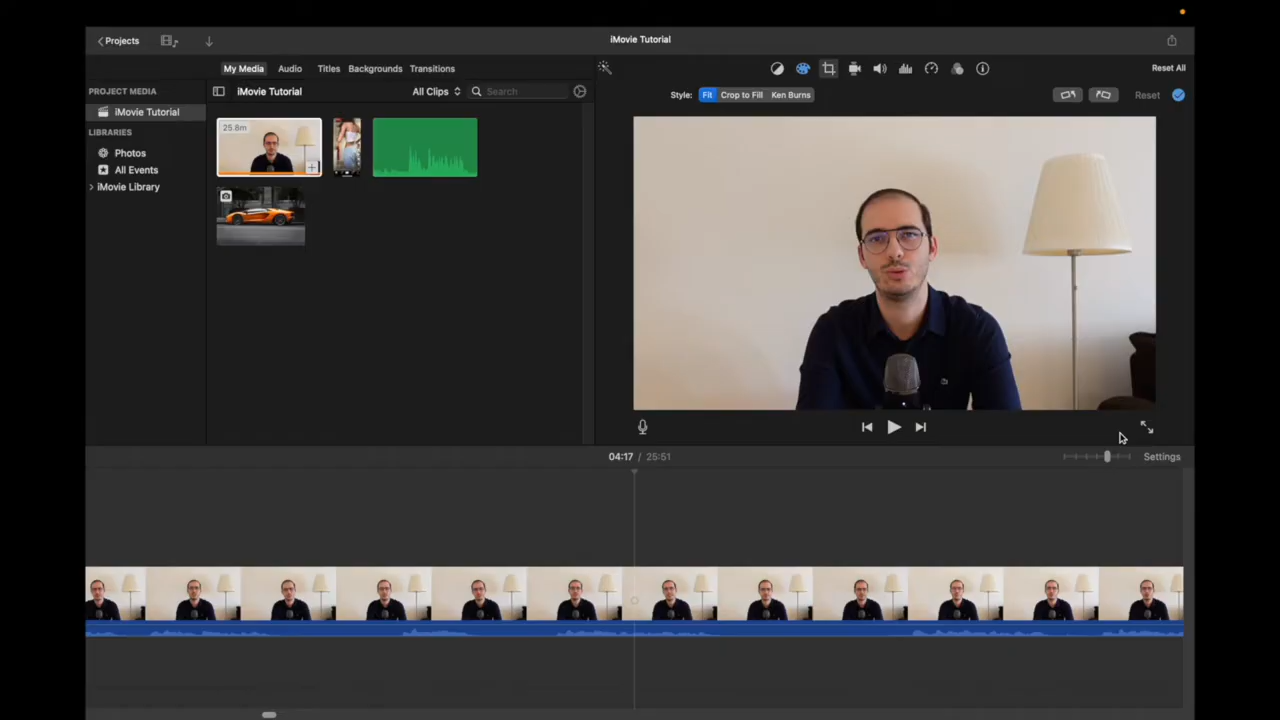 Projects
iMovie Tutorial
My Media Audio Titles Backgrounds Transitions
Reset All
PROJECT MEDIA
iMovie Tutorial
All Clips
Search
Style: Fit Crop to Fill Ken Burns
Reset
iMovie Tutorial
LIBRARIES
Photos
All Events
iMovie Library
25.8m
04:17 / 25:51
Settings